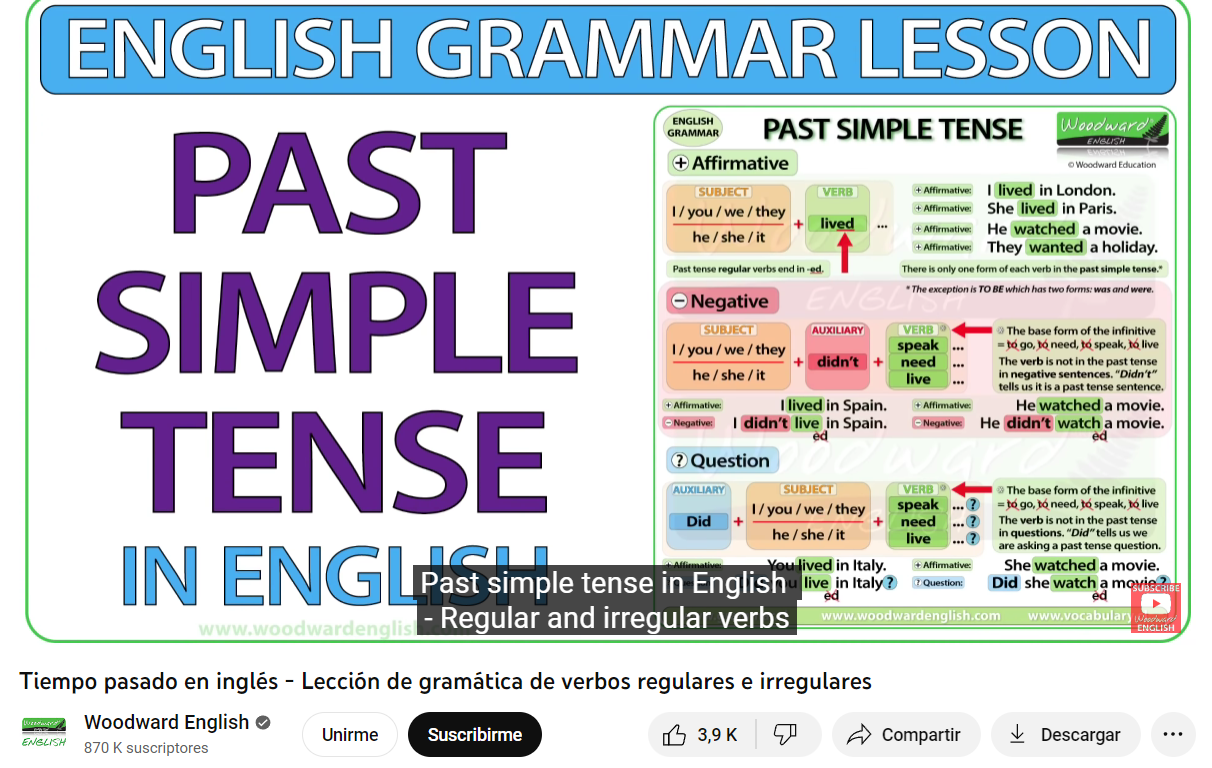 ENGLISH GRAMMAR LESSON
PAST
SIMPLE
TENSE
IN ENGLISH
www.woodwardenglish
ENGLISH
GRAMMAR
PAST SIMPLE TENSE
Woodward®
ENGLISH
© Woodward Education
+ Affirmative
SUBJECT
I / you / we / they
he / she / it
+
VERB
lived
...
Past tense regular verbs end in -ed.
+ Affirmative: I lived in London.
+ Affirmative: She lived in Paris.
+ Affirmative: He watched a movie.
+ Affirmative: They wanted a holiday.
There is only one form of each verb in the past simple tense.*
* The exception is TO BE which has two forms: was and were.
− Negative
SUBJECT
I / you / we / they
he / she / it
+
AUXILIARY
didn't
+
VERB
speak ...
need ...
live ...
The base form of the infinitive
= to go, to need, to speak, to live
The verb is not in the past tense
in negative sentences. "Didn't"
tells us it is a past tense sentence.
+ Affirmative: I lived in Spain.
− Negative: I didn't live in Spain.
ed
+ Affirmative: He watched a movie.
− Negative: He didn't watch a movie.
ed
? Question
AUXILIARY
Did
+
SUBJECT
I / you / we / they
he / she / it
+
VERB
speak ... ?
need ... ?
live ... ?
The base form of the infinitive
= to go, to need, to speak, to live
The verb is not in the past tense
in questions. "Did" tells us we
are asking a past tense question.
+ Affirmative: You lived in Italy.
live in Italy?
ed
+ Affirmative: She watched a movie.
? Question: Did she watch a movie?
ed
www.woodwardenglish.com
www.vocabulary
SUBSCRIBE
Woodward
ENGLISH
Past simple tense in English
- Regular and irregular verbs
Tiempo pasado en inglés - Lección de gramática de verbos regulares e irregulares
Woodward
ENGLISH
Woodward English
870 K suscriptores
Unirme
Suscribirme
3,9 K
Compartir
Descargar
...